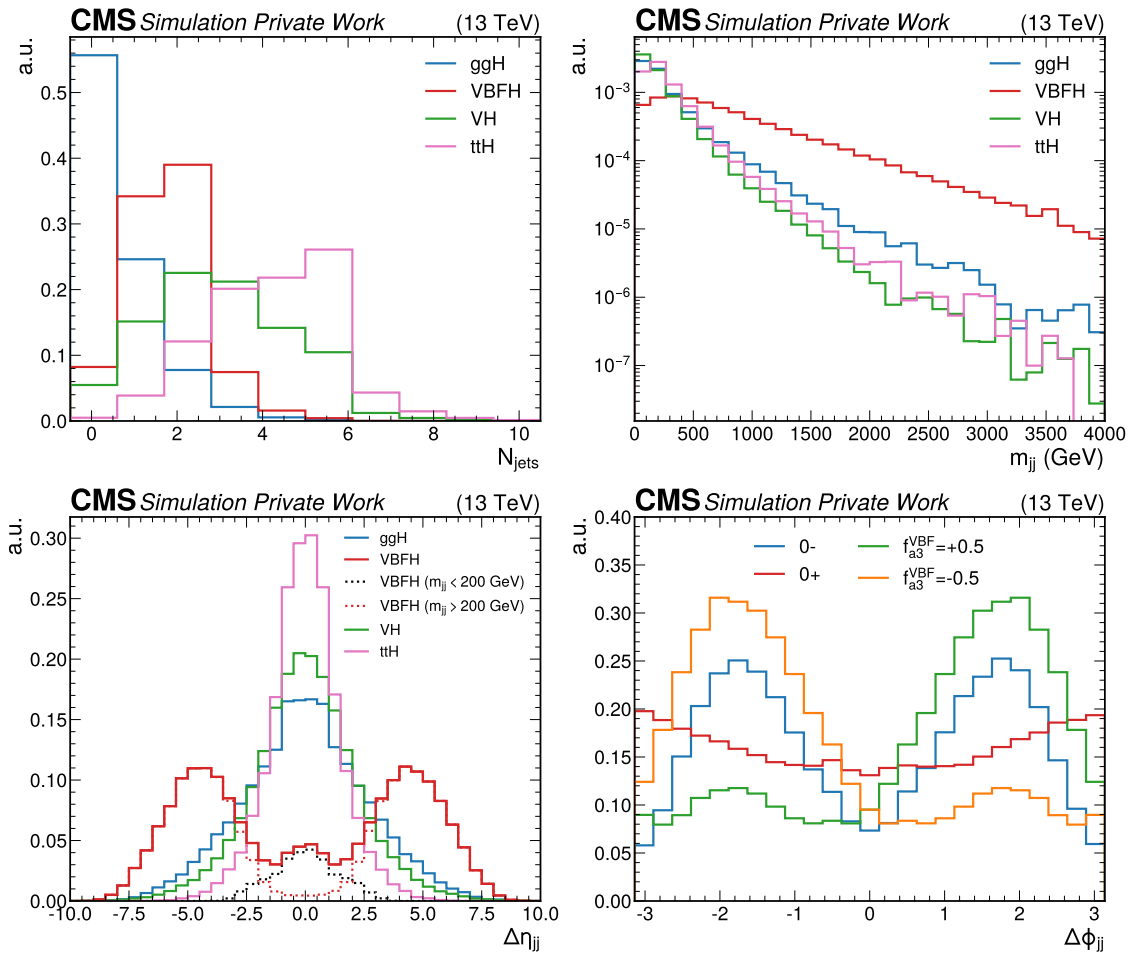 CMS Simulation Private Work (13 TeV)
a.u.
ggH
VBFH
VH
ttH
0.5
0.4
0.3
0.2
0.1
0.0
0 2 4 6 8 10
N_jets
CMS Simulation Private Work (13 TeV)
a.u.
ggH
VBFH
VH
ttH
10⁻³
10⁻⁴
10⁻⁵
10⁻⁶
10⁻⁷
0 500 1000 1500 2000 2500 3000 3500 4000
m_jj (GeV)
CMS Simulation Private Work (13 TeV)
a.u.
ggH
VBFH
VBFH (m_jj < 200 GeV)
VBFH (m_jj > 200 GeV)
VH
ttH
0.30
0.25
0.20
0.15
0.10
0.05
0.00
-10.0 -7.5 -5.0 -2.5 0.0 2.5 5.0 7.5 10.0
Δη_jj
CMS Simulation Private Work (13 TeV)
a.u.
0-
0+
f_a3^VBF=+0.5
f_a3^VBF=-0.5
0.40
0.35
0.30
0.25
0.20
0.15
0.10
0.05
0.00
-3 -2 -1 0 1 2 3
Δϕ_jj